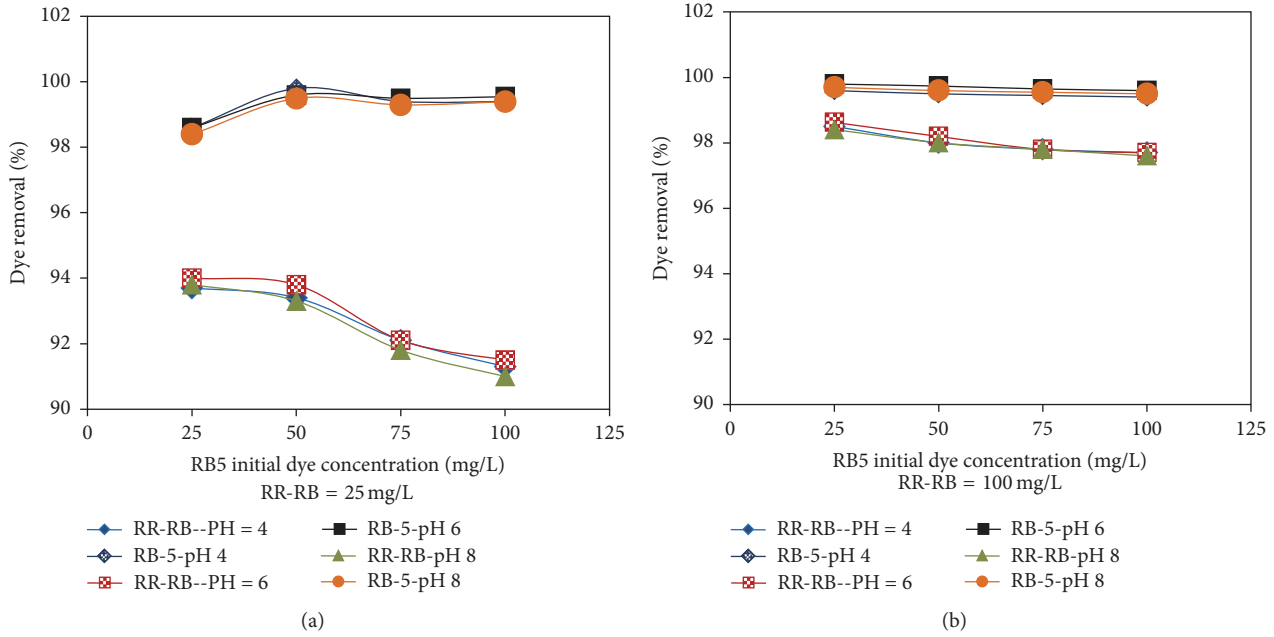 102
100
98
96
94
92
90
Dye removal (%)
0 25 50 75 100 125
RB5 initial dye concentration (mg/L)
RR-RB = 25 mg/L
RR-RB--PH = 4
RB-5-pH 4
RR-RB--PH = 6
RB-5-pH 6
RR-RB-pH 8
RB-5-pH 8
(a)
102
100
98
96
94
92
90
Dye removal (%)
0 25 50 75 100 125
RB5 initial dye concentration (mg/L)
RR-RB = 100 mg/L
RR-RB--PH = 4
RB-5-pH 4
RR-RB--PH = 6
RB-5-pH 6
RR-RB-pH 8
RB-5-pH 8
(b)